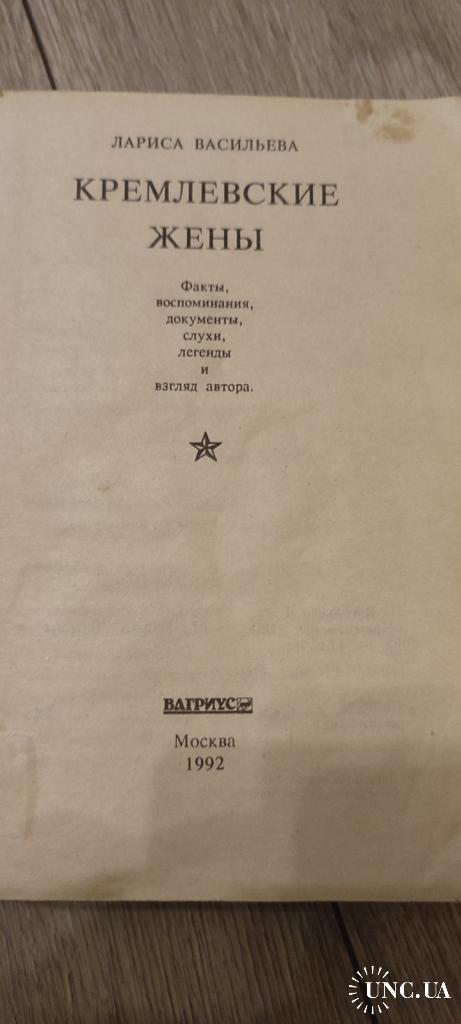 ЛАРИСА ВАСИЛЬЕВА
КРЕМЛЕВСКИЕ
ЖЕНЫ
Факты,
воспоминания,
документы,
слухи,
легенды
и
взгляд автора.
ВАГРИУС
Москва
1992
UNC.UA